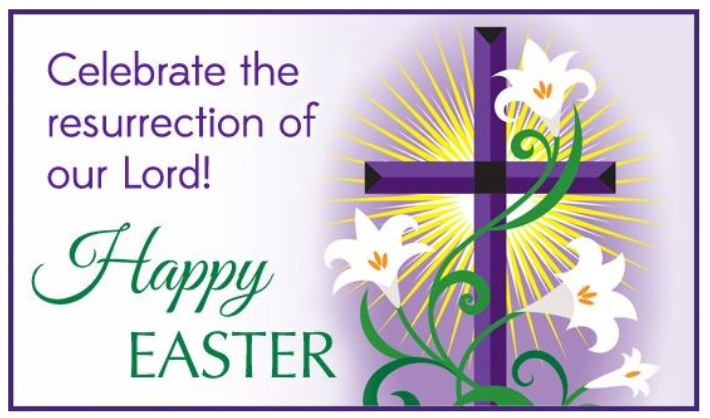 Celebrate the
resurrection of
our Lord!
Happy
EASTER